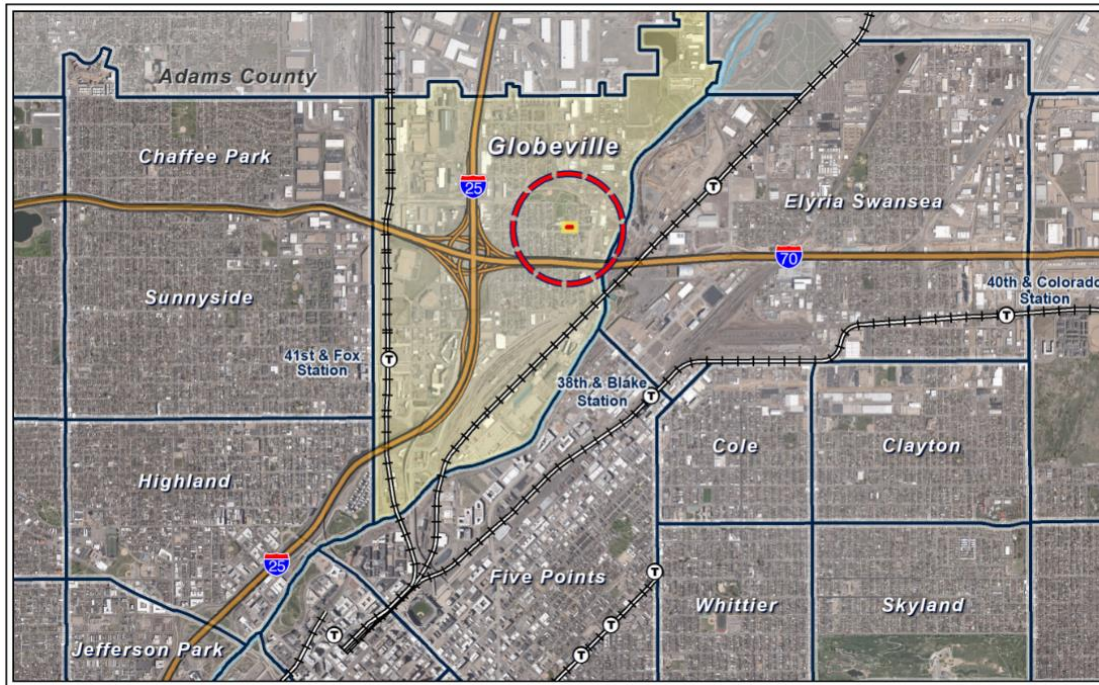 Adams County
Globeville
Chaffee Park
25
T
Elyria Swansea
70
Sunnyside
40th & Colorado
Station
T
41st & Fox
Station
T
38th & Blake
Station
T
Cole
Clayton
Highland
25
Five Points
T
Whittier
Skyland
T
T
T
Jefferson Park